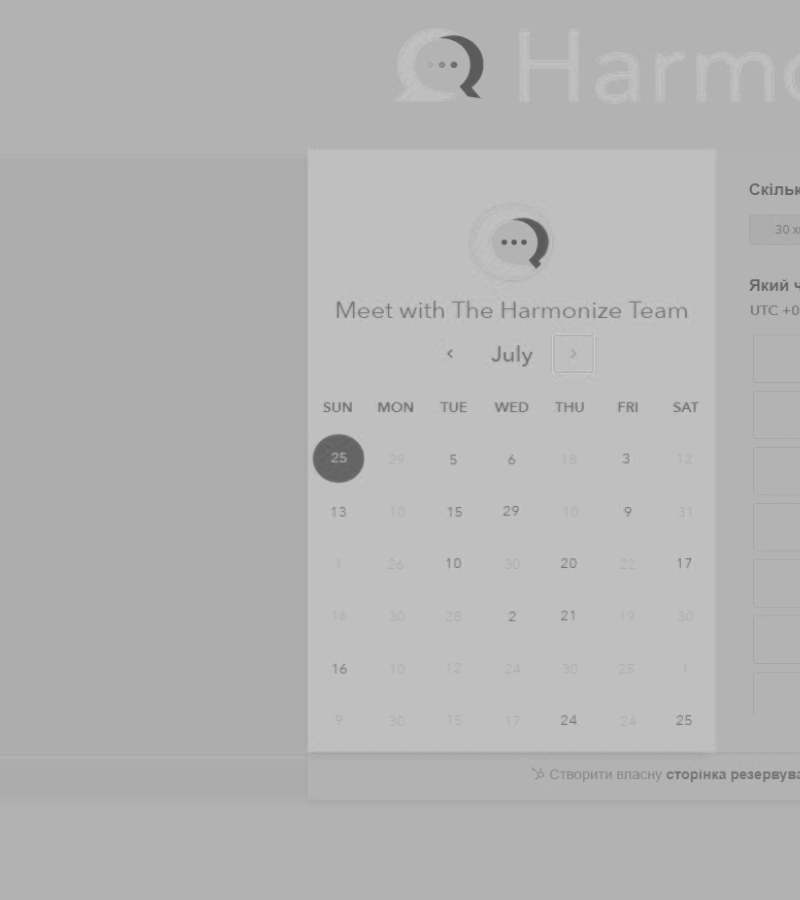 Harmo
Meet with The Harmonize Team
July
SUN MON TUE WED THU FRI SAT
25 29 5 6 18 3 12
13 10 15 29 10 9 31
1 26 10 30 20 22 17
16 30 28 2 21 19 30
16 10 12 24 30 25 1
9 30 15 17 24 24 25
Скільк
30 хв
Який ч
UTC +0
Створити власну сторінка резервува